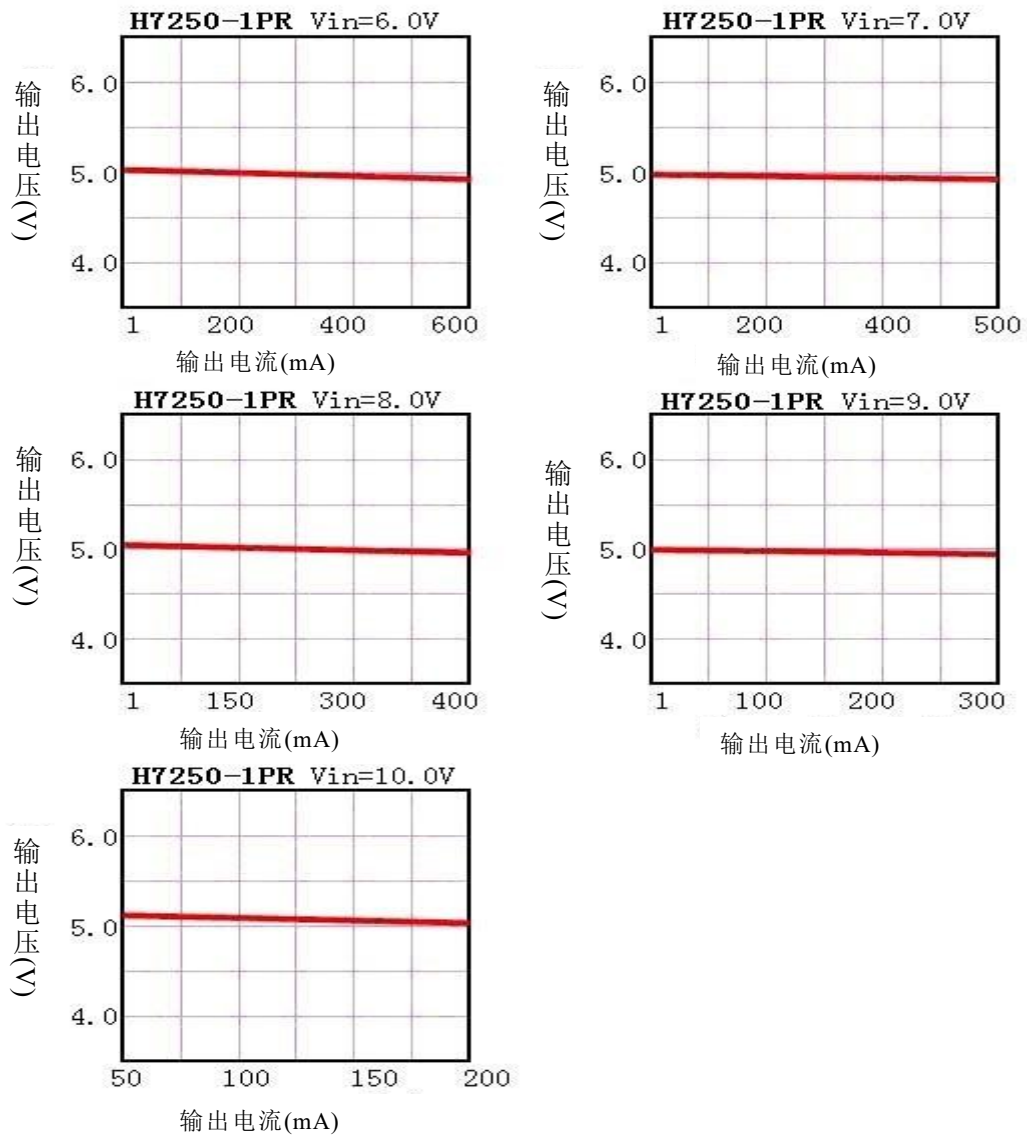 H7250-1PR Vin=6.0V
输出电压(V)
6.0
5.0
4.0
1 200 400 600
输出电流(mA)
H7250-1PR Vin=7.0V
输出电压(V)
6.0
5.0
4.0
1 200 400 500
输出电流(mA)
H7250-1PR Vin=8.0V
输出电压(V)
6.0
5.0
4.0
1 150 300 400
输出电流(mA)
H7250-1PR Vin=9.0V
输出电压(V)
6.0
5.0
4.0
1 100 200 300
输出电流(mA)
H7250-1PR Vin=10.0V
输出电压(V)
6.0
5.0
4.0
50 100 150 200
输出电流(mA)